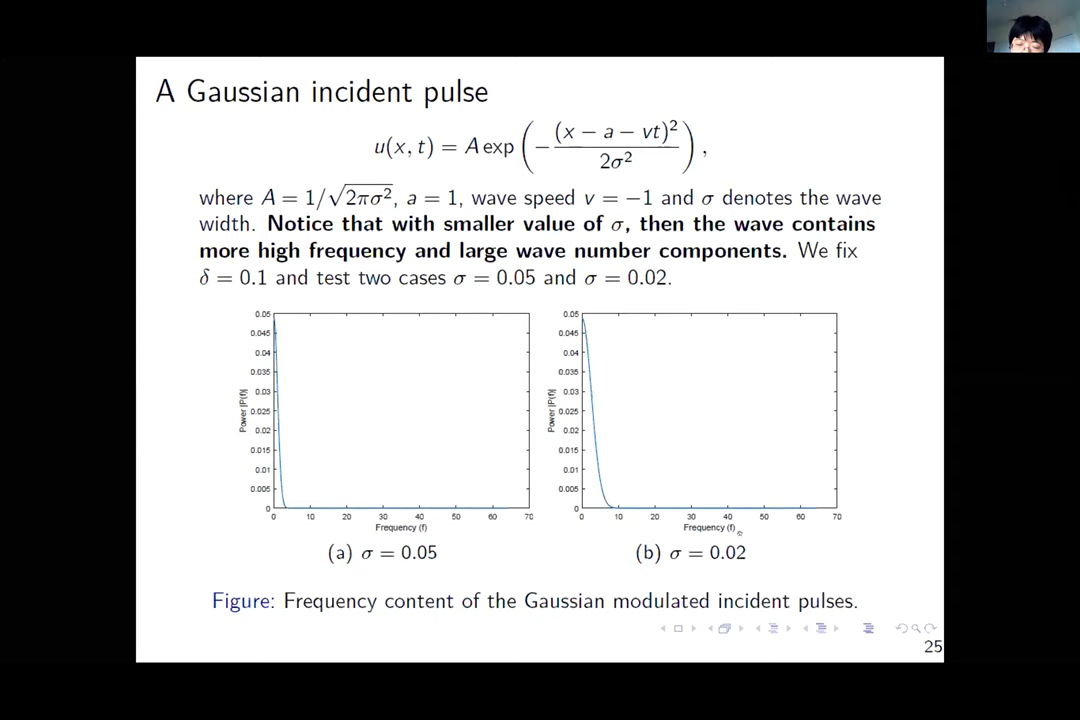 A Gaussian incident pulse
u(x, t) = A exp(−(x − a − vt)²/2σ²),
where A = 1/√2πσ², a = 1, wave speed v = −1 and σ denotes the wave
width. Notice that with smaller value of σ, then the wave contains
more high frequency and large wave number components. We fix
δ = 0.1 and test two cases σ = 0.05 and σ = 0.02.
0.05
0.045
0.04
0.035
0.03
0.025
0.02
0.015
0.01
0.005
0
Power |P(f)|
0 10 20 30 40 50 60 70
Frequency (f)
(a) σ = 0.05
0.05
0.045
0.04
0.035
0.03
0.025
0.02
0.015
0.01
0.005
0
Power |P(f)|
0 10 20 30 40 50 60 70
Frequency (f)
(b) σ = 0.02
Figure: Frequency content of the Gaussian modulated incident pulses.
25